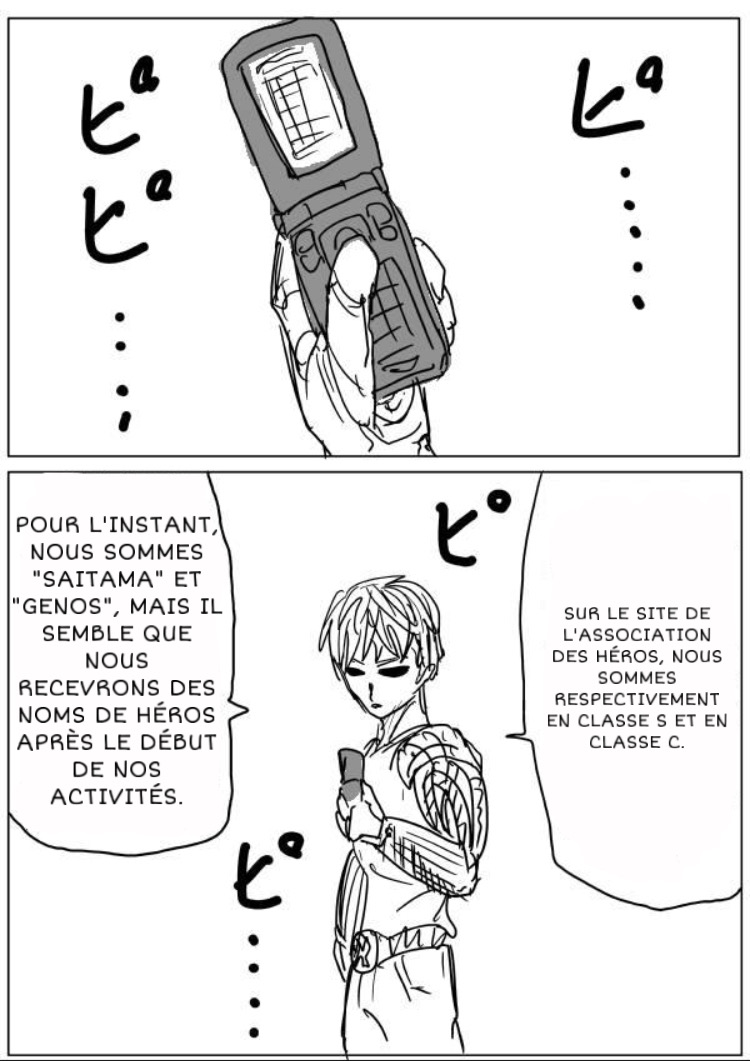 ピ
ピ
ピ
ピ
SUR LE SITE DE
L'ASSOCIATION
DES HÉROS, NOUS
SOMMES
RESPECTIVEMENT
EN CLASSE S ET EN
CLASSE C.
POUR L'INSTANT,
NOUS SOMMES
"SAITAMA" ET
"GENOS", MAIS IL
SEMBLE QUE
NOUS
RECEVRONS DES
NOMS DE HÉROS
APRÈS LE DÉBUT
DE NOS
ACTIVITÉS.
ピ